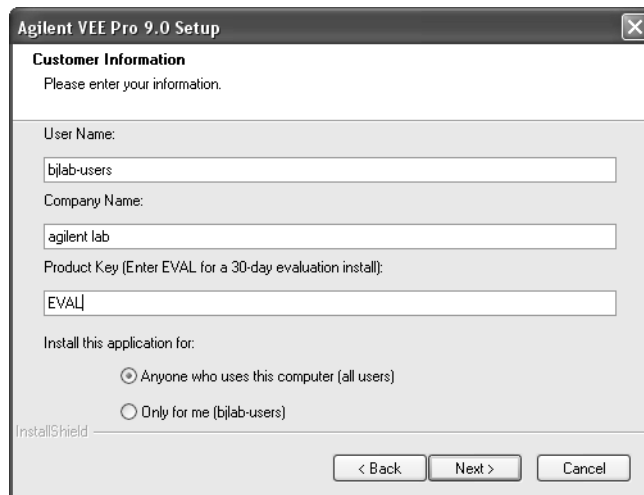 Agilent VEE Pro 9.0 Setup
Customer Information
Please enter your information.
User Name:
bjlab-users
Company Name:
agilent lab
Product Key (Enter EVAL for a 30-day evaluation install):
EVAL
Install this application for:
Anyone who uses this computer (all users)
Only for me (bjlab-users)
InstallShield
< Back Next > Cancel